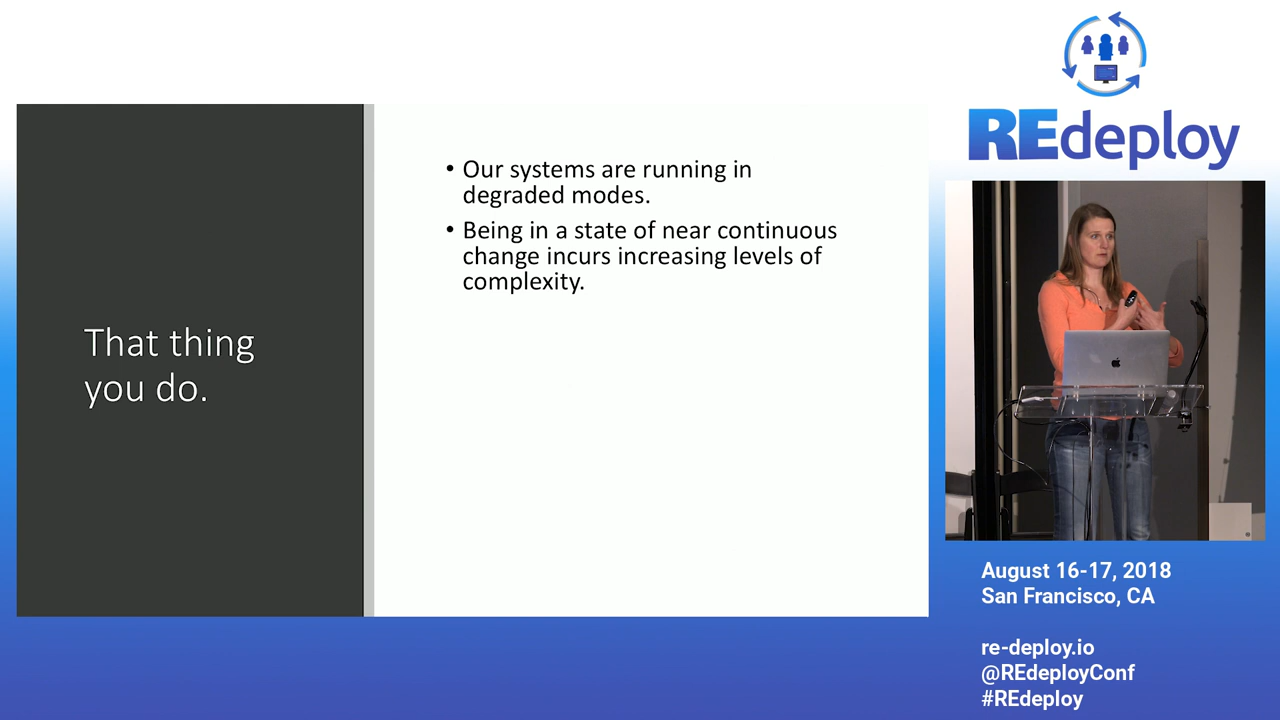 REdeploy
That thing
you do.
• Our systems are running in
degraded modes.
• Being in a state of near continuous
change incurs increasing levels of
complexity.
August 16-17, 2018
San Francisco, CA
re-deploy.io
@REdeployConf
#REdeploy